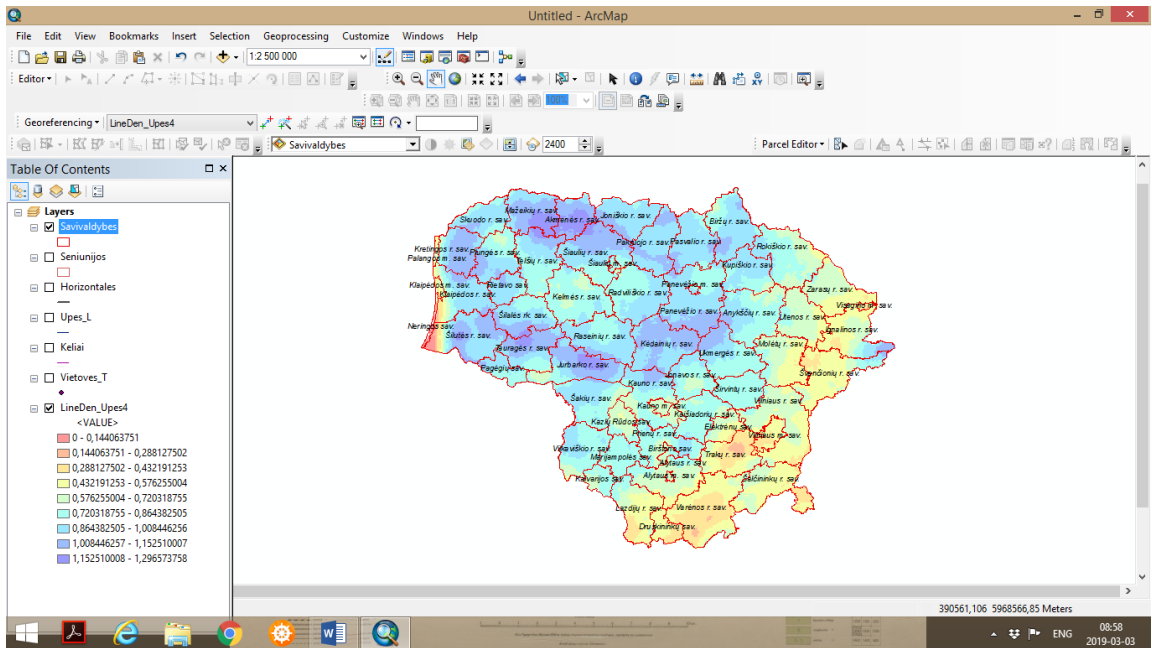 Untitled - ArcMap
File Edit View Bookmarks Insert Selection Geoprocessing Customize Windows Help
1:2 500 000
Editor
100%
Georeferencing LineDen_Upes4
Savivaldybes 2400 Parcel Editor
Table Of Contents
Layers
Savivaldybes
Seniunijos
Horizontales
Upes_L
Keliai
Vietoves_T
LineDen_Upes4
<VALUE>
0 - 0,144063751
0,144063751 - 0,288127502
0,288127502 - 0,432191253
0,432191253 - 0,576255004
0,576255004 - 0,720318755
0,720318755 - 0,864382505
0,864382505 - 1,008446256
1,008446257 - 1,152510007
1,152510008 - 1,296573758
Skuodo r. sav.
Mažeikių r. sav.
Akmenės r. sav.
Joniškio r. sav.
Biržų r. sav.
Pakruojo r. sav.
Pasvalio r. sav.
Rokiškio r. sav.
Kretingos r. sav.
Plungės r. sav.
Palangos m. sav.
Telšių r. sav.
Šiaulių r. sav.
Šiaulių m. sav.
Kupiškio r. sav.
Klaipėdos m. sav.
Rietavo sav.
Klaipėdos r. sav.
Kelmės r. sav.
Radviliškio r. sav.
Panevėžio m. sav.
Zarasų r. sav.
Visagino m. sav.
Neringos sav.
Šilalės rk. sav.
Panevėžio r. sav.
Anykščių r. sav.
Utenos r. sav.
Ignalinos r. sav.
Šilutės r. sav.
Tauragės r. sav.
Raseinių r. sav.
Kėdainių r. sav.
Ukmergės r. sav.
Molėtų r. sav.
Pagėgių sav.
Jurbarko r. sav.
Jonavos r. sav.
Švenčionių r. sav.
Kauno r. sav.
Širvintų r. sav.
Šakių r. sav.
Kauno m. sav.
Kaišiadorių r. sav.
Vilniaus r. sav.
Kazlų Rūdos sav.
Prienų r. sav.
Elektrėnų sav.
Vilniaus m. sav.
Vilkaviškio r. sav.
Marijampolės sav.
Birštono sav.
Trakų r. sav.
Alytaus r. sav.
Kalvarijos sav.
Alytaus m. sav.
Šalčininkų r. sav.
Lazdijų r. sav.
Varėnos r. sav.
Druskininkų sav.
390561,106 5968566,85 Meters
ENG
08:58
2019-03-03